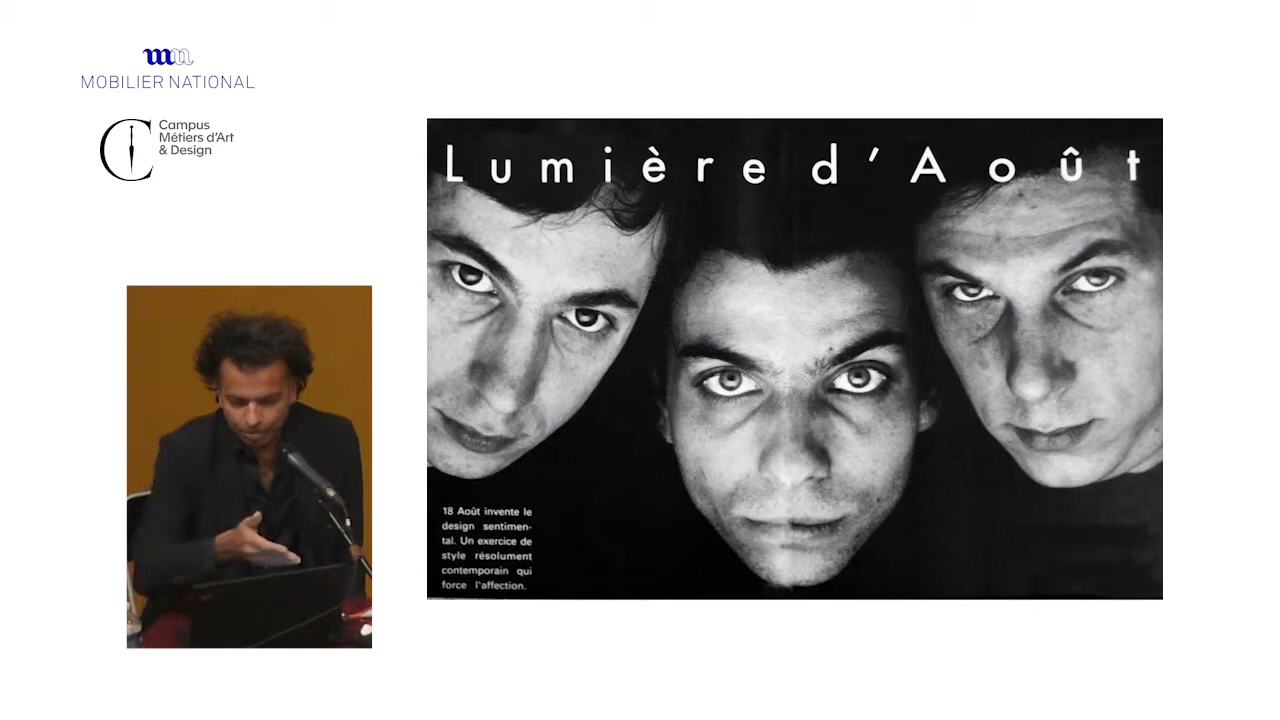 MOBILIER NATIONAL
Campus
Métiers d'Art
& Design
Lumière d'Août
18 Août invente le
design sentimen-
tal. Un exercice de
style résolument
contemporain qui
force l'affection.